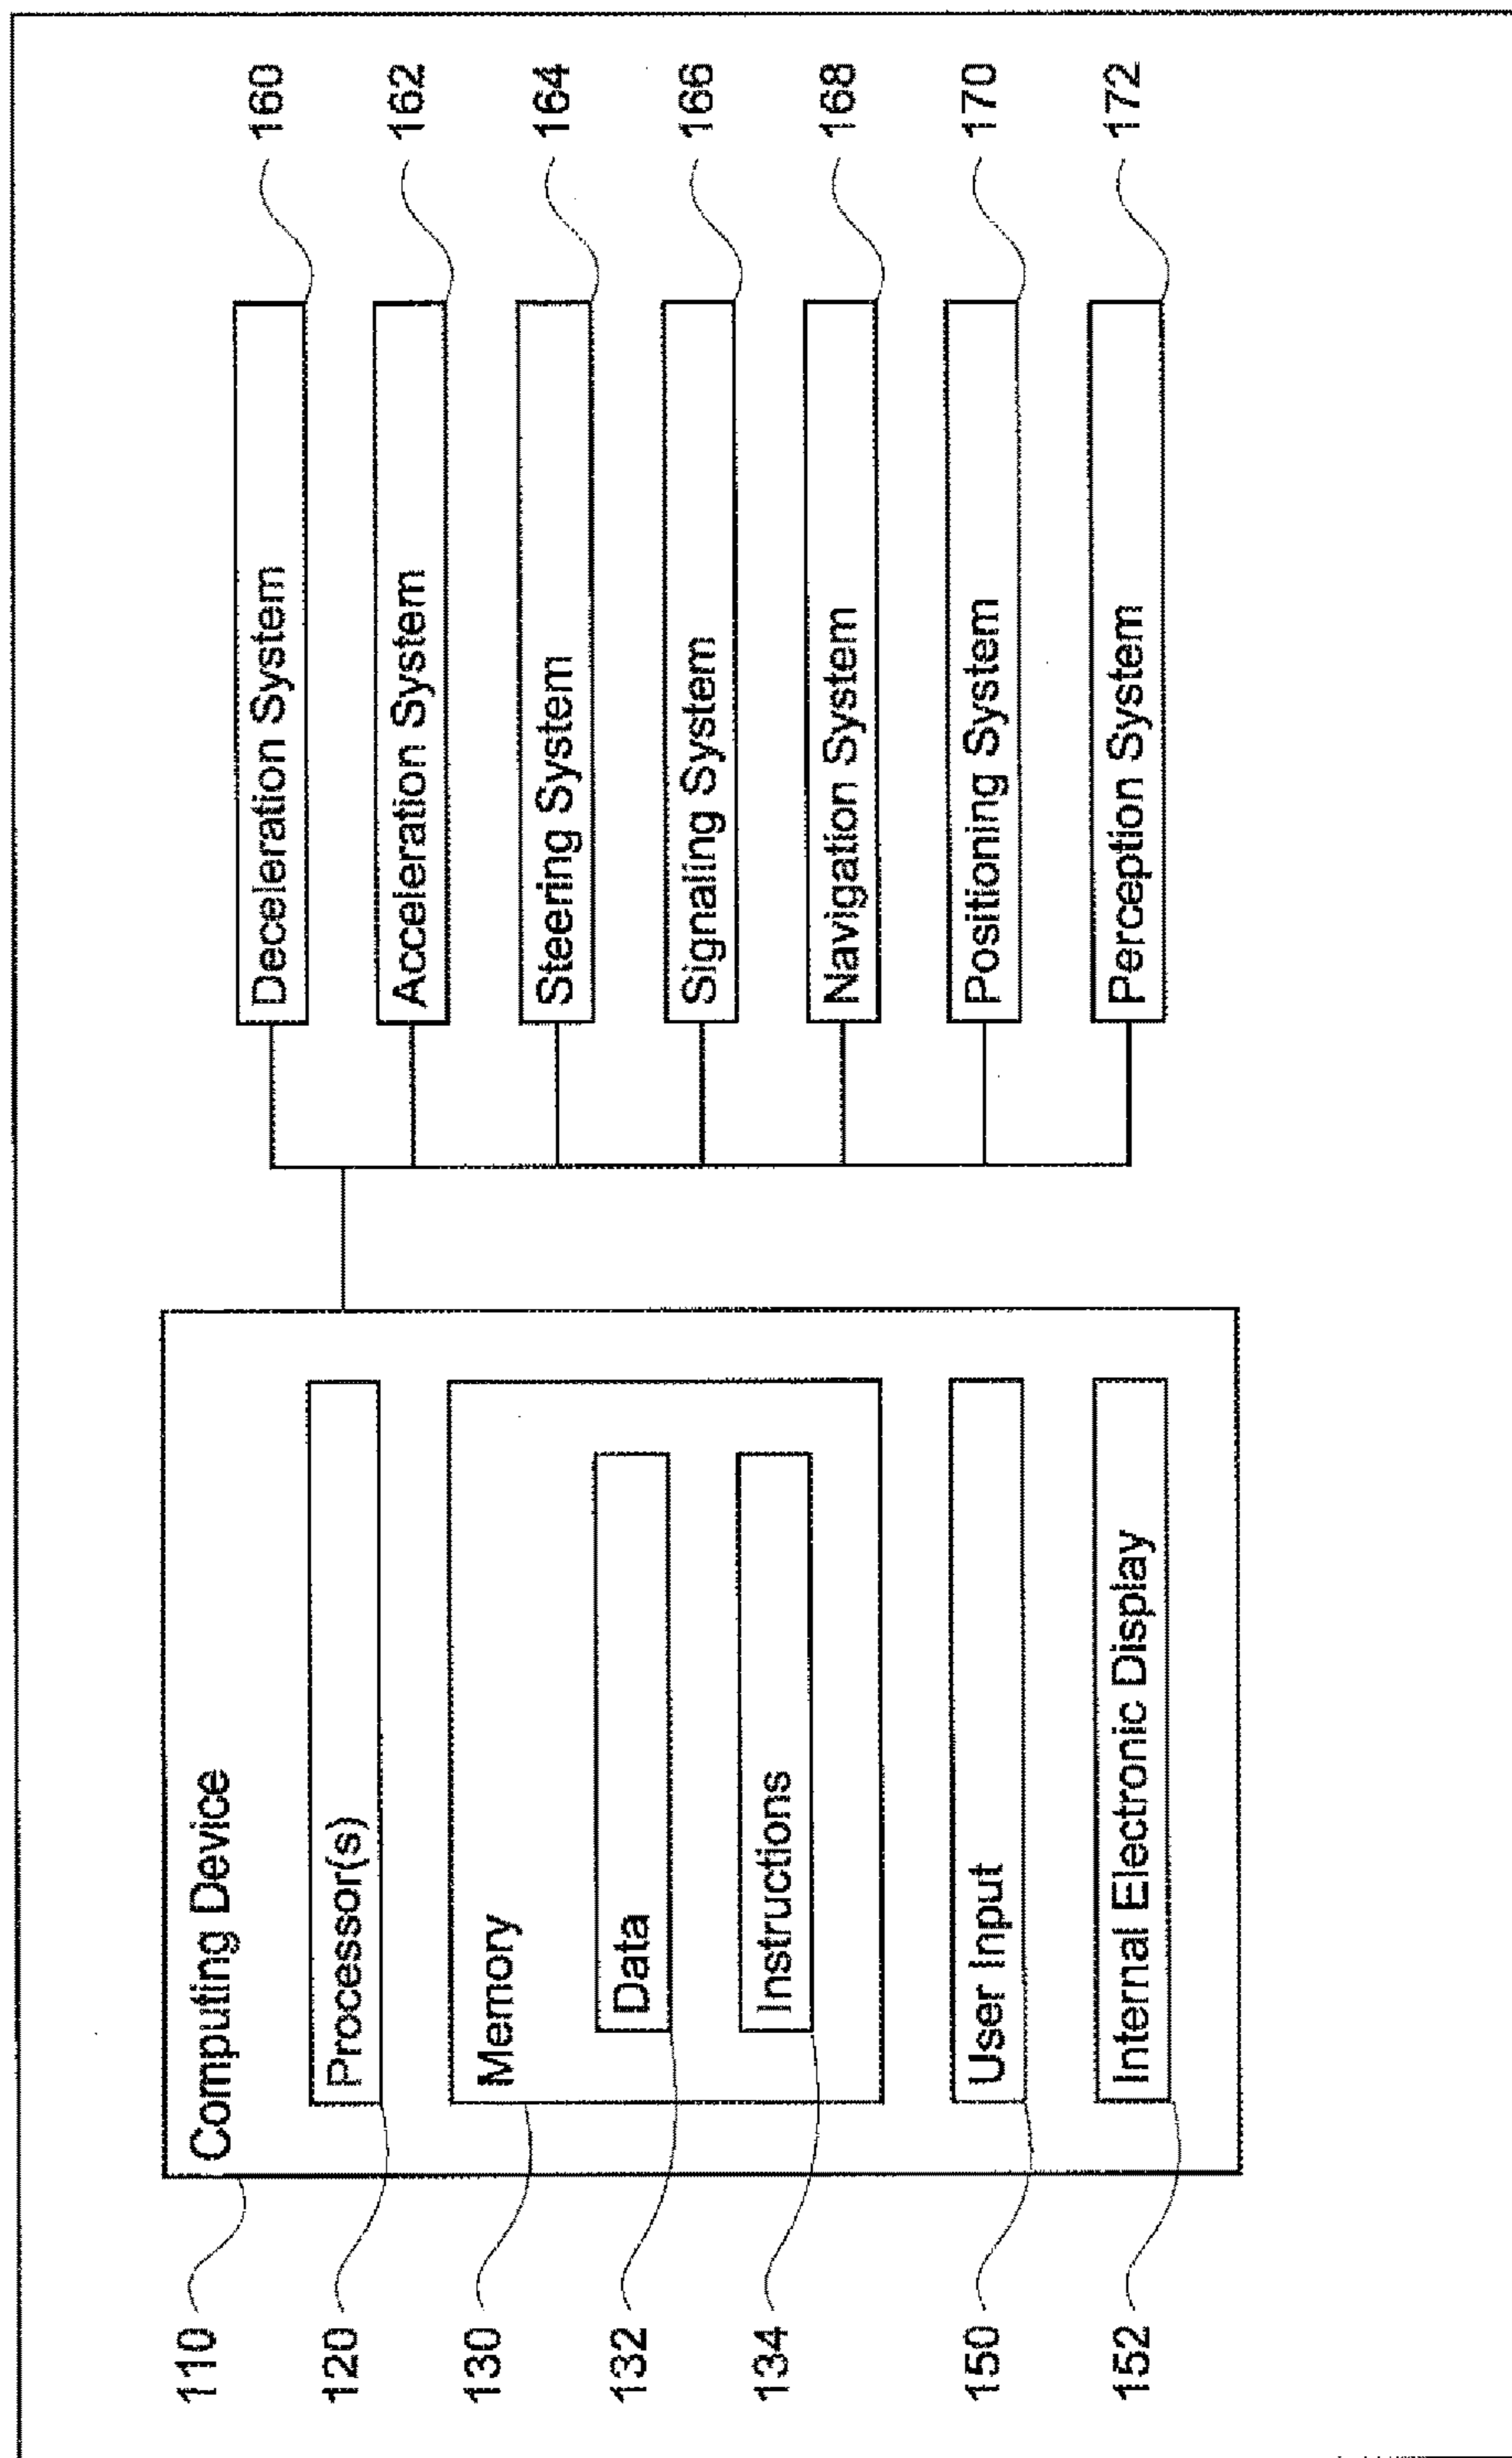 110
Computing Device
120
Processor(s)
130
Memory
132
Data
134
Instructions
150
User Input
152
Internal Electronic Display
Deceleration System
160
Acceleration System
162
Steering System
164
Signaling System
166
Navigation System
168
Positioning System
170
Perception System
172